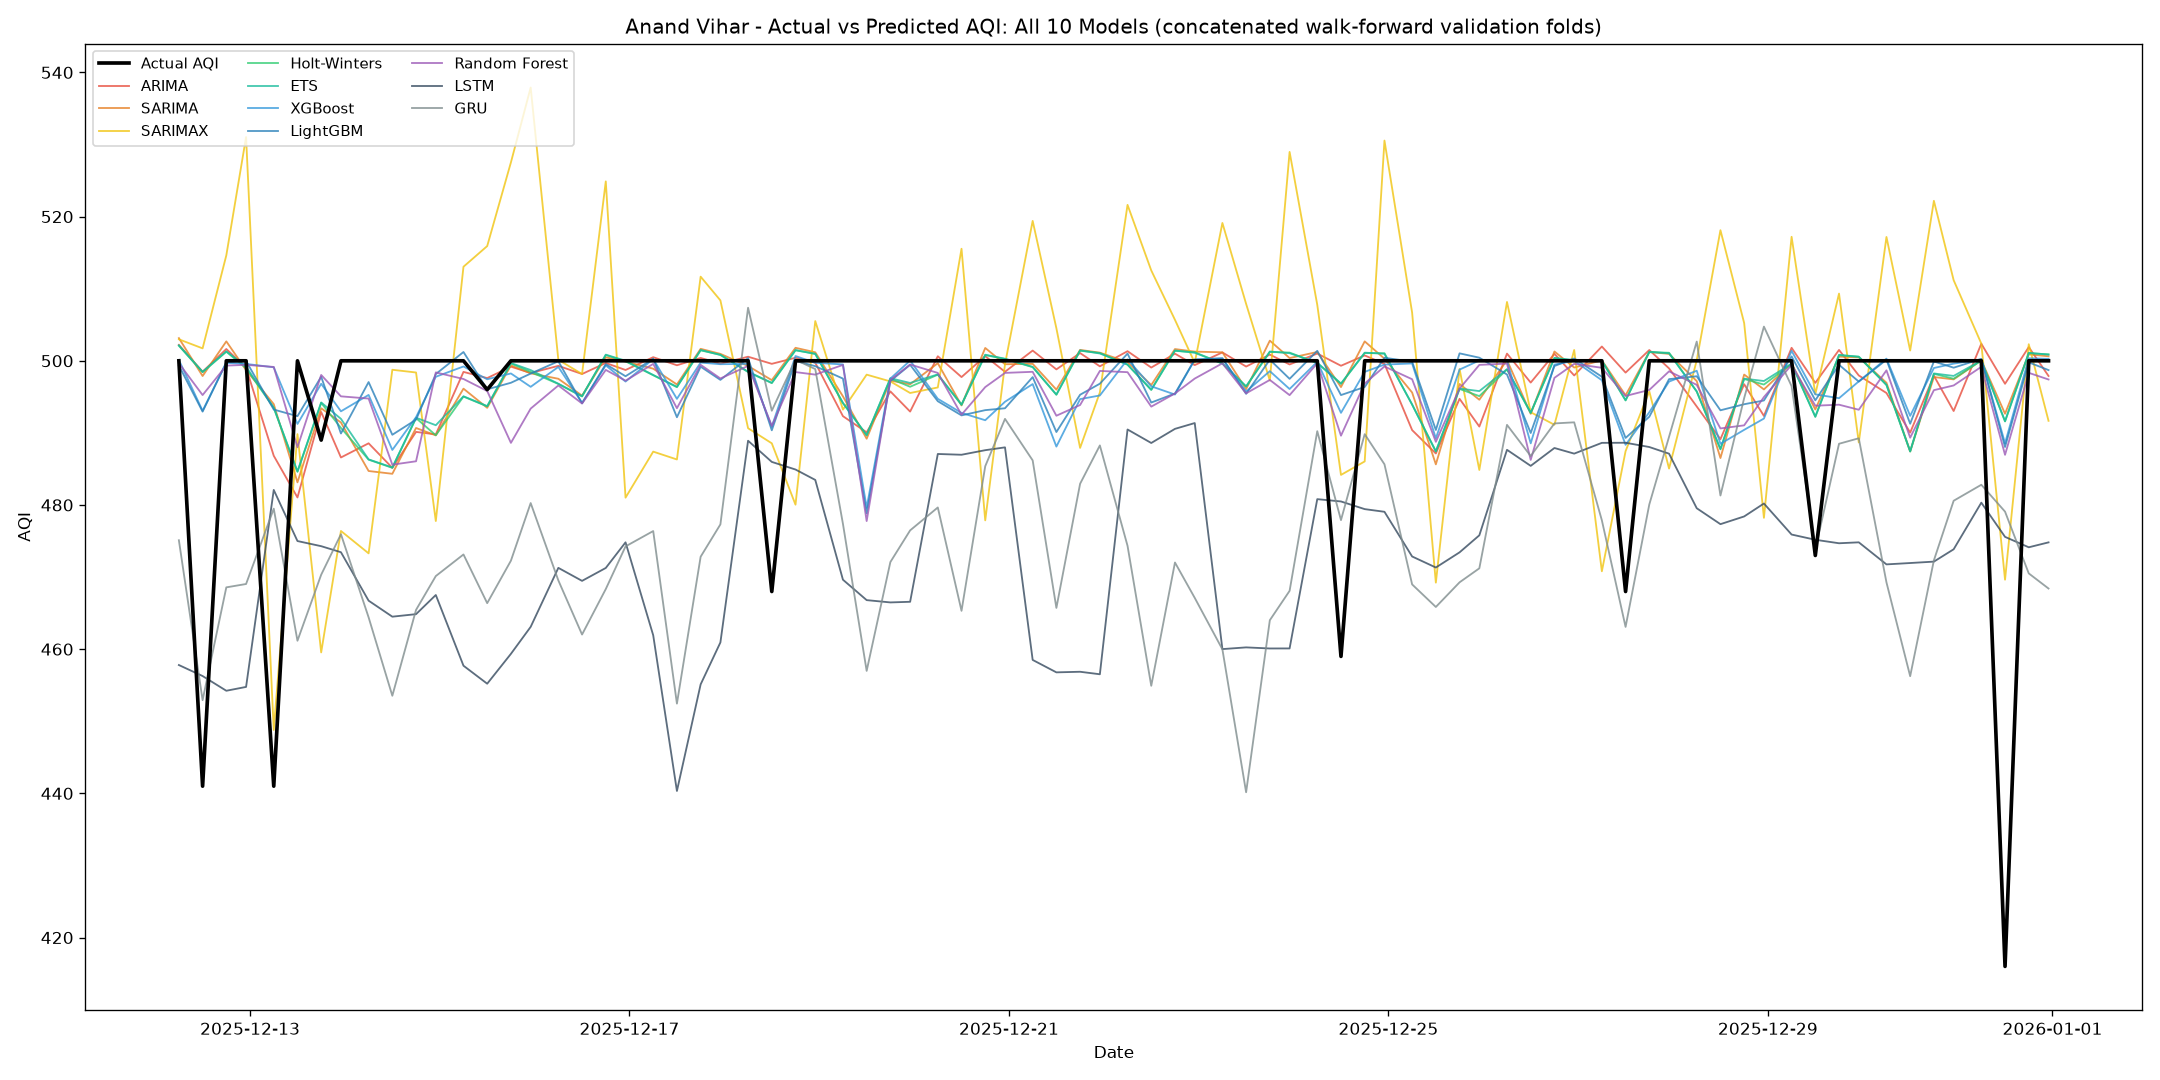 Anand Vihar - Actual vs Predicted AQI: All 10 Models (concatenated walk-forward validation folds)
Actual AQI
ARIMA
SARIMA
SARIMAX
Holt-Winters
ETS
XGBoost
LightGBM
Random Forest
LSTM
GRU
AQI
540
520
500
480
460
440
420
2025-12-13
2025-12-17
2025-12-21
2025-12-25
2025-12-29
2026-01-01
Date